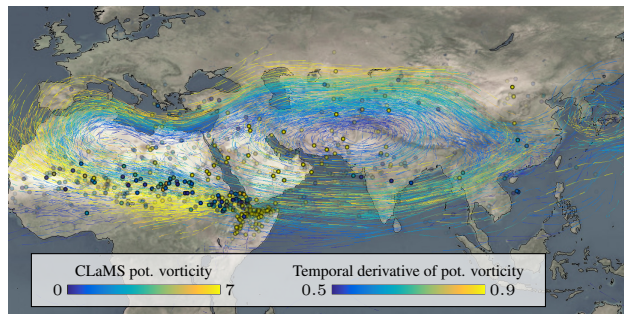 CLaMS pot. vorticity
0 7
Temporal derivative of pot. vorticity
0.5 0.9